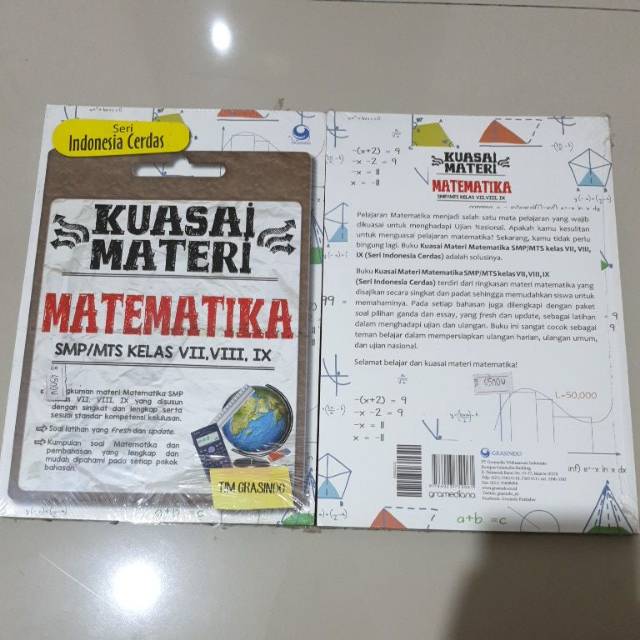 Seri
Indonesia Cerdas
KUASAI
MATERI
MATEMATIKA
SMP/MTS KELAS VII,VIII, IX
materi Matematika SMP
VII, VIII, IX yang disusun
dengan singkat dan lengkap serta
sesuai standar kompetensi kelulusan.
Soal latihan yang Fresh dan update.
Kumpulan soal Matematika dan
pembahasan yang lengkap dan
mudah dipahami pada setiap pokok
bahasan.
TIM GRASINDO
-(x+2) = 9
-x - 2 = 9
-x = 11
x = -11
KUASAI
MATERI
MATEMATIKA
SMP/MTS KELAS VII,VIII, IX
Pelajaran Matematika menjadi salah satu mata pelajaran yang wajib
dikuasai untuk menghadapi Ujian Nasional. Apakah kamu kesulitan
untuk menguasai pelajaran matematika? Sekarang, kamu tidak perlu
bingung lagi. Buku Kuasai Materi Matematika SMP/MTS kelas VII, VIII,
IX (Seri Indonesia Cerdas) adalah solusinya.
Buku Kuasai Materi Matematika SMP/MTS kelas VII, VIII, IX
(Seri Indonesia Cerdas) terdiri dari ringkasan materi matematika yang
disajikan secara singkat dan padat sehingga memudahkan siswa untuk
memahaminya. Pada setiap bahasan juga dilengkapi dengan paket
soal pilihan ganda dan essay, yang fresh dan update, sebagai latihan
dalam menghadapi ujian dan ulangan. Buku ini sangat cocok sebagai
teman belajar dalam mempersiapkan ulangan harian, ulangan umum,
dan ujian nasional.
Selamat belajar dan kuasai materi matematika!
L=50,000
-(x+2) = 9
-x - 2 = 9
-x = 11
x = -11
GRASINDO
gramediana
a+b = c